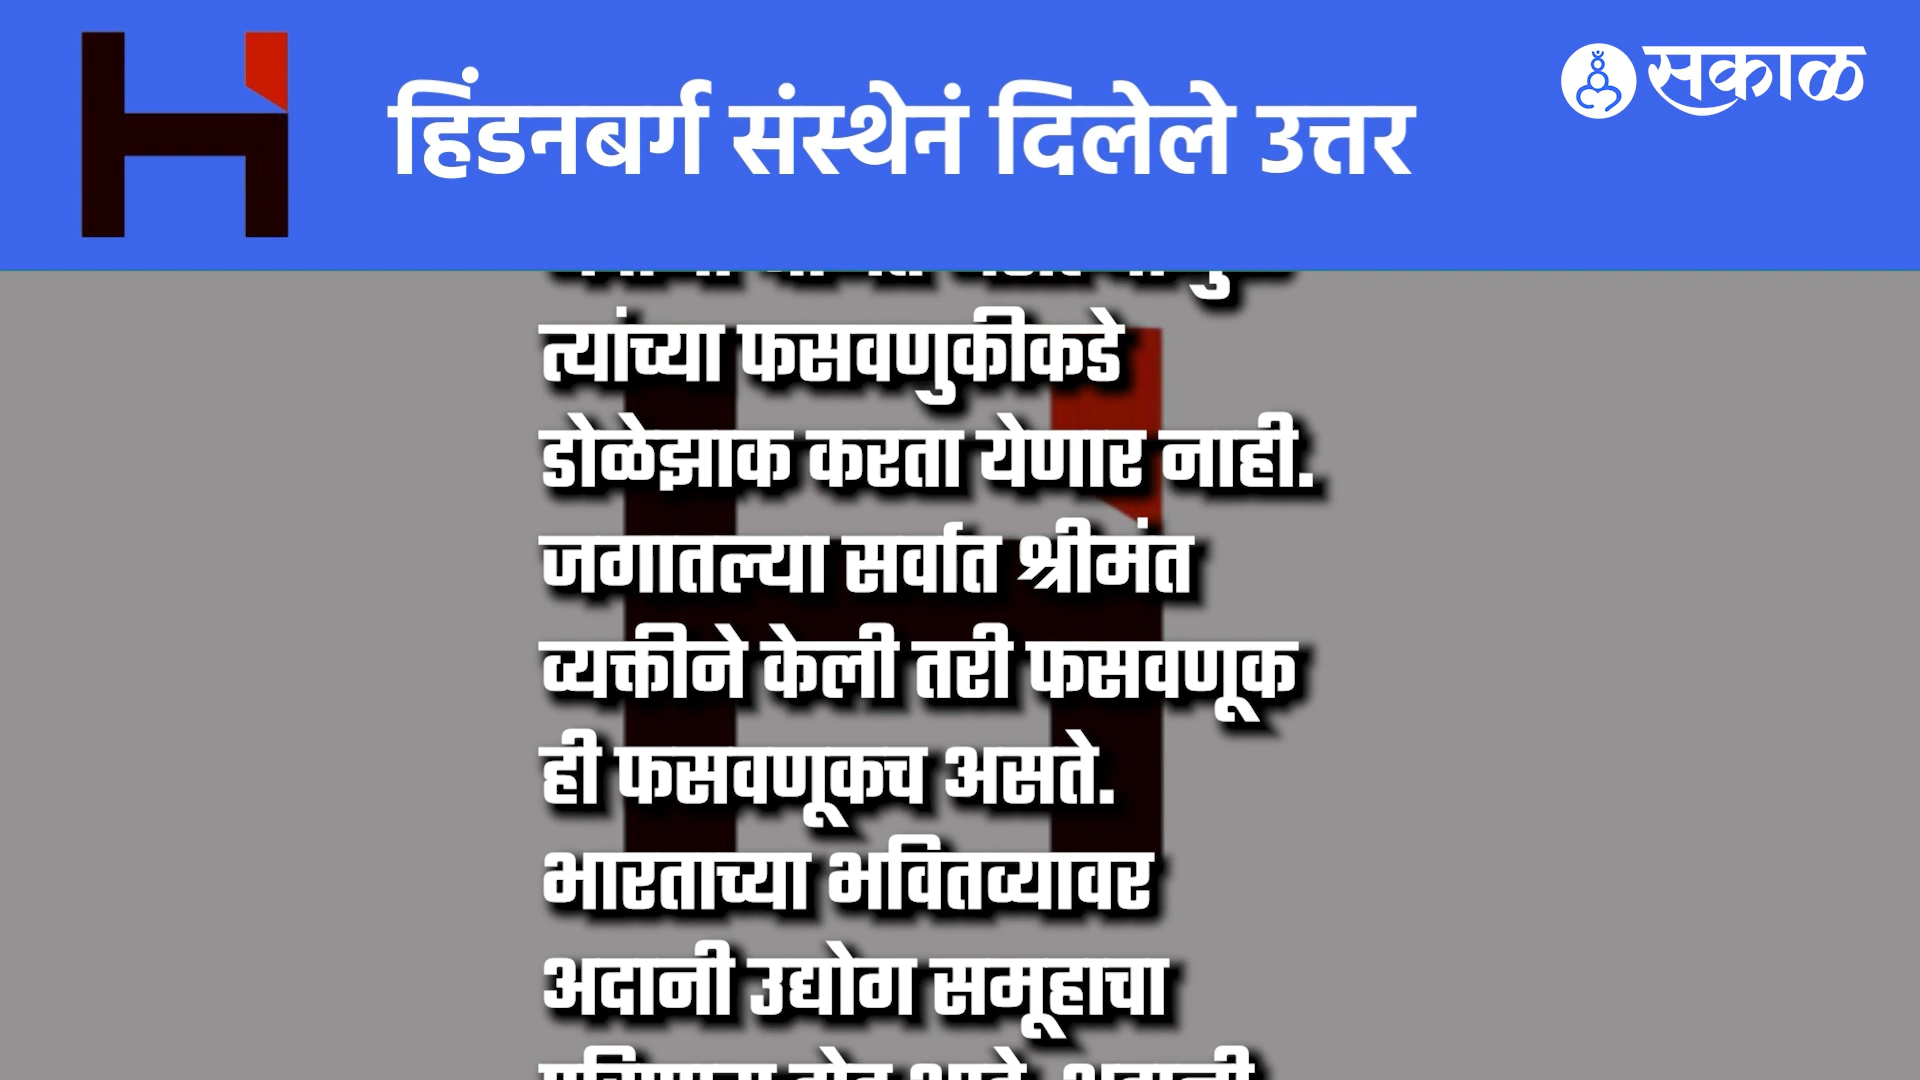 हिंडनबर्ग संस्थेनं दिलेले उत्तर
सकाळ
त्यांच्या फसवणुकीकडे
डोळेझाक करता येणार नाही.
जगातल्या सर्वात श्रीमंत
व्यक्तीने केली तरी फसवणूक
ही फसवणूकच असते.
भारताच्या भवितव्यावर
अदानी उद्योग समूहाचा